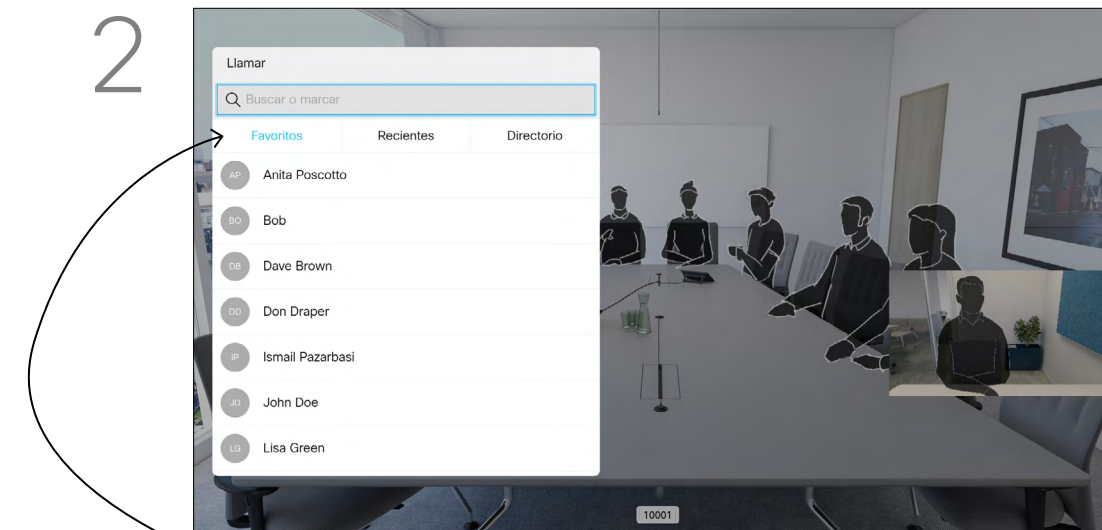 2
Llamar
Buscar o marcar
Favoritos Recientes Directorio
AP Anita Poscotto
BO Bob
DB Dave Brown
DD Don Draper
IP Ismail Pazarbasi
JD John Doe
LG Lisa Green
10001